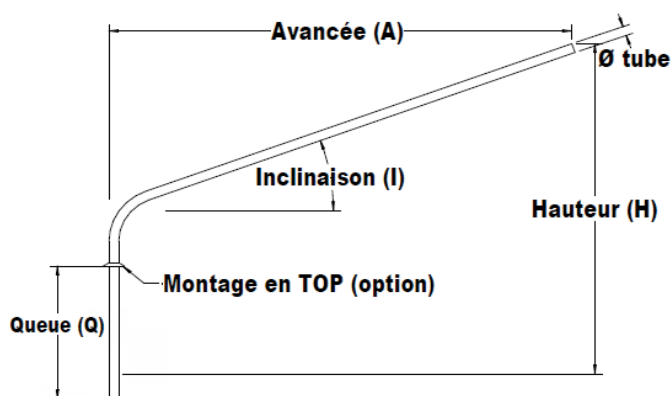 Avancée (A)
Ø tube
Inclinaison (I)
Hauteur (H)
Montage en TOP (option)
Queue (Q)